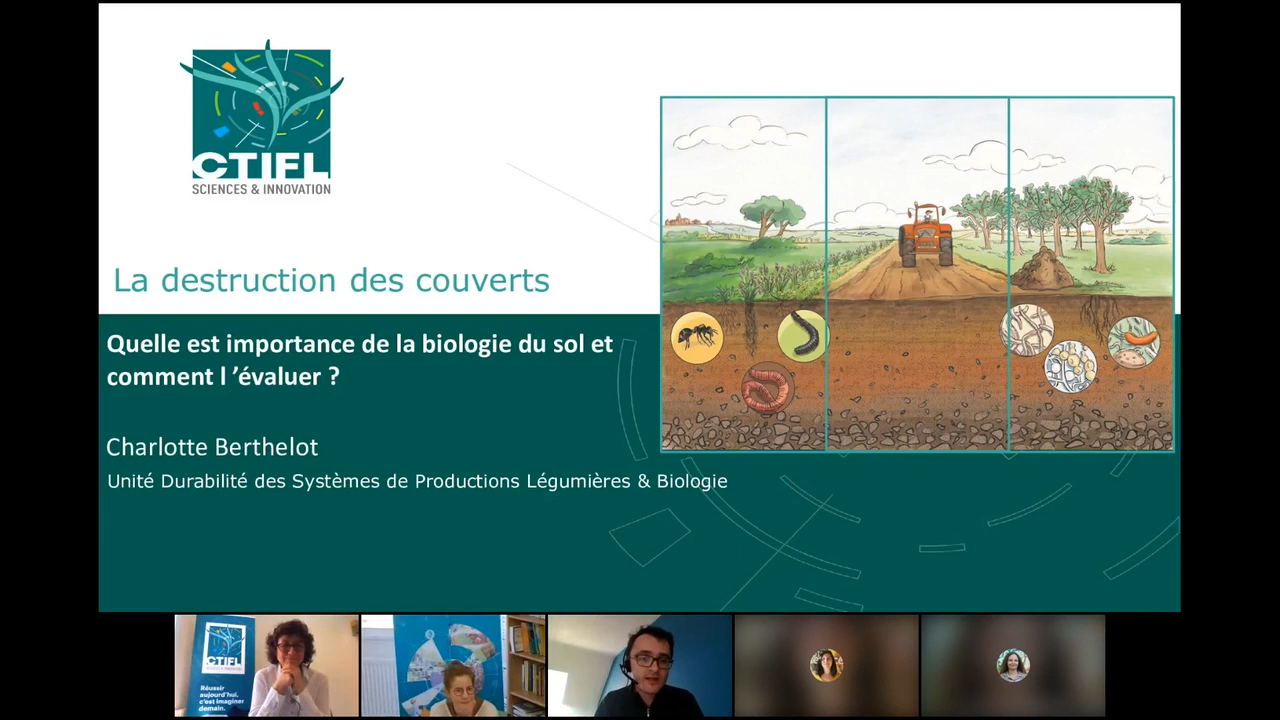 CTIFL
SCIENCES & INNOVATION
La destruction des couverts
Quelle est importance de la biologie du sol et
comment l ’évaluer ?
Charlotte Berthelot
Unité Durabilité des Systèmes de Productions Légumières & Biologie
CTIFL
Réussir
aujourd'hui,
c'est imaginer
demain.